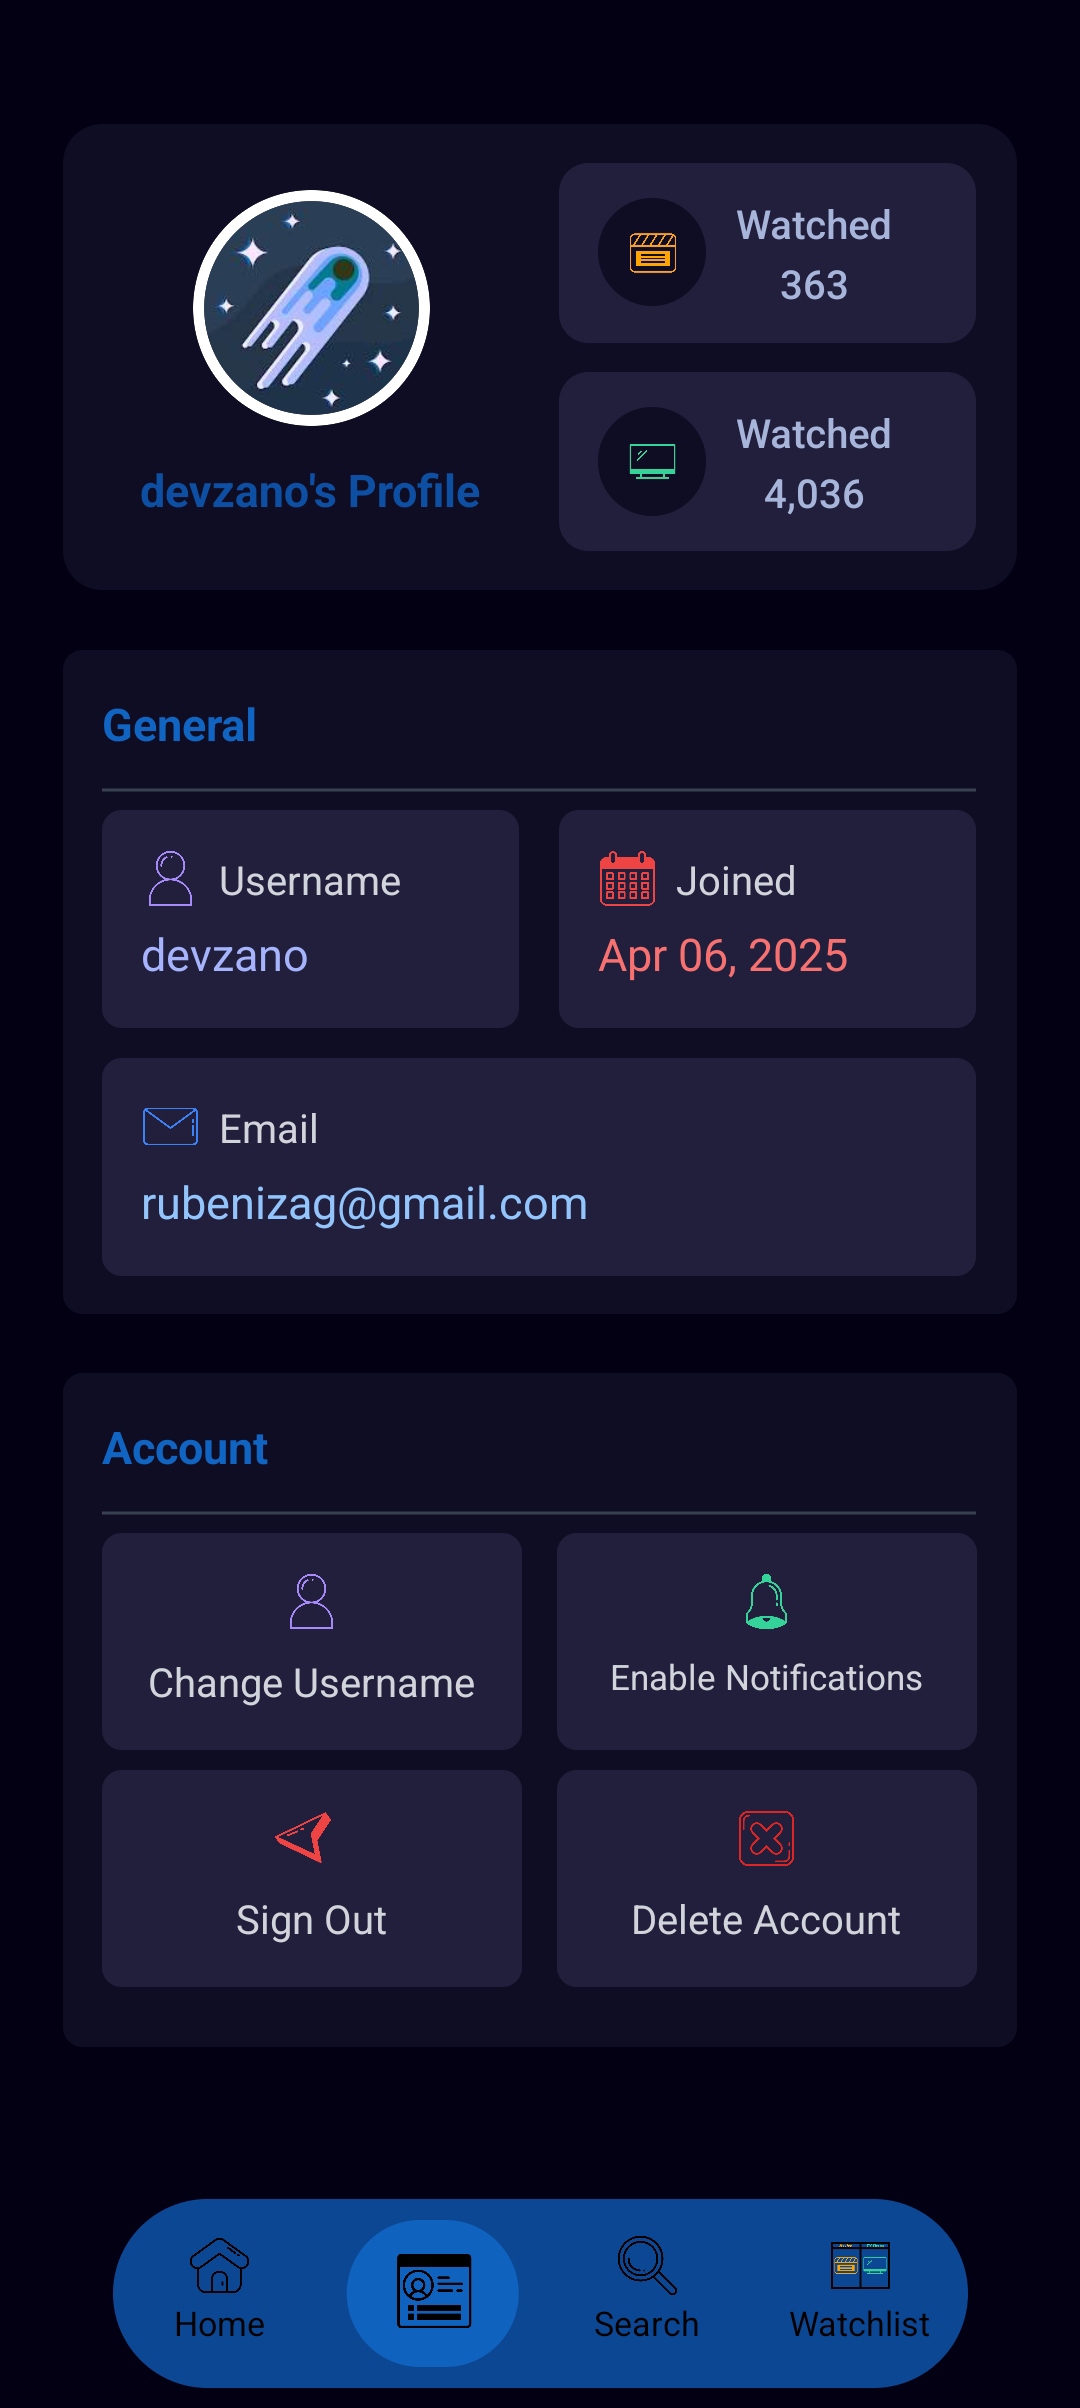 Watched
363
devzano's Profile
Watched
4,036
General
Username
devzano
Joined
Apr 06, 2025
Email
rubenizag@gmail.com
Account
Change Username
Enable Notifications
Sign Out
Delete Account
Home
Search
Watchlist